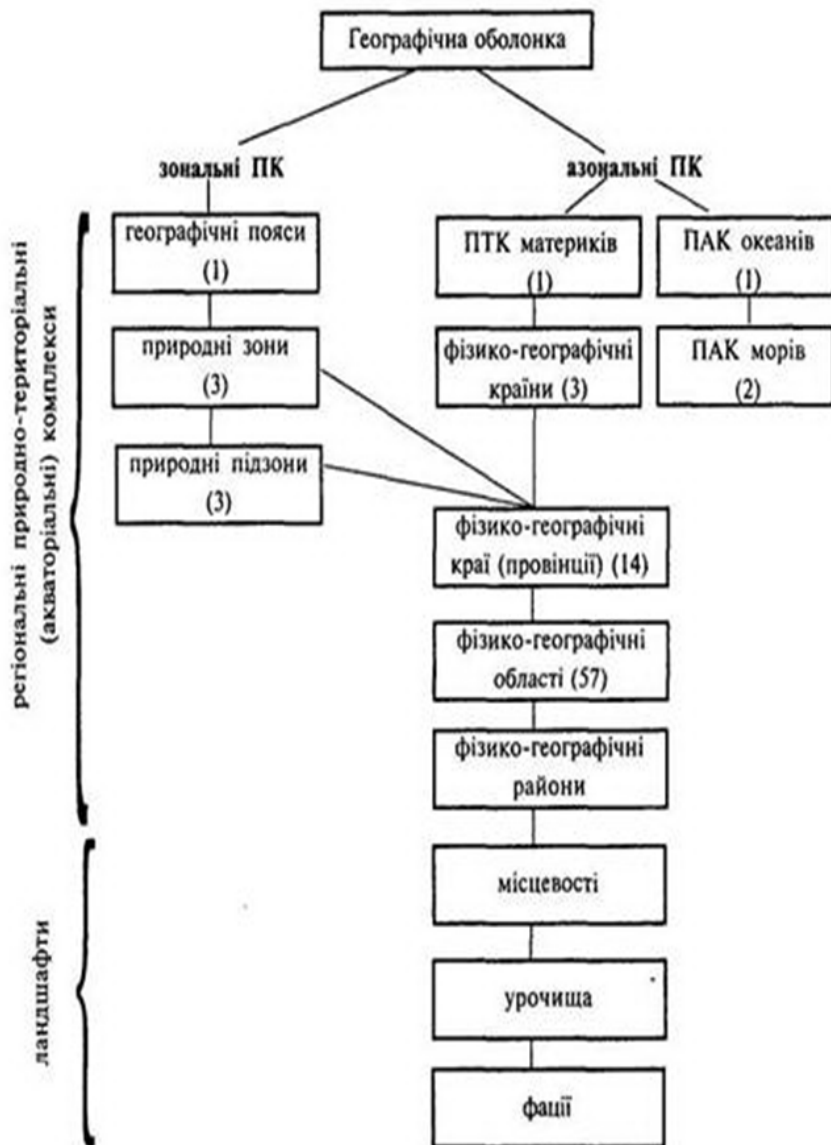 Географічна оболонка
зональні ПК
азональні ПК
географічні пояси
(1)
ПТК материків
(1)
ПАК океанів
(1)
природні зони
(3)
фізико-географічні
країни (3)
ПАК морів
(2)
природні підзони
(3)
фізико-географічні
краї (провінції) (14)
фізико-географічні
області (57)
фізико-географічні
райони
місцевості
урочища
фації
регіональні природно-територіальні
(акваторіальні) комплекси
ландшафти